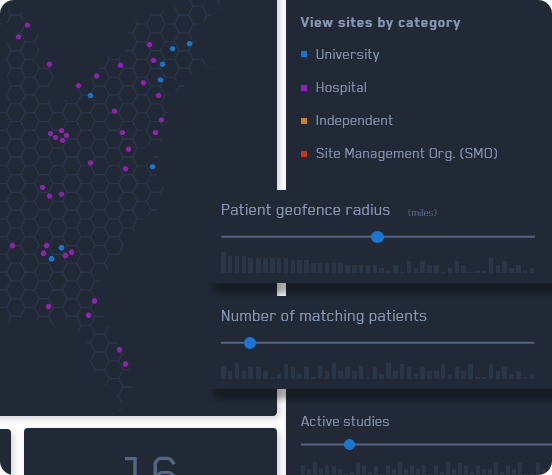 View sites by category
University
Hospital
Independent
Site Management Org. (SMO)
Patient geofence radius (miles)
Number of matching patients
Active studies
16